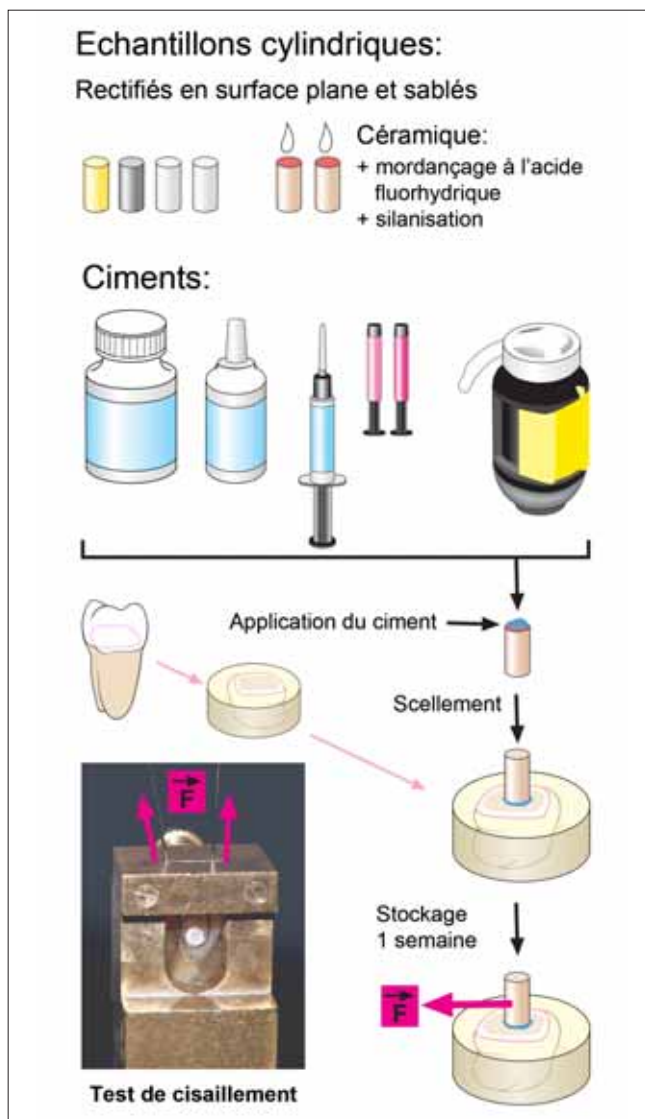 Echantillons cylindriques:
Rectifiés en surface plane et sablés
Céramique:
+ mordançage à l'acide
fluorhydrique
+ silanisation
Ciments:
Application du ciment
Scellement
F
Stockage
1 semaine
F
Test de cisaillement